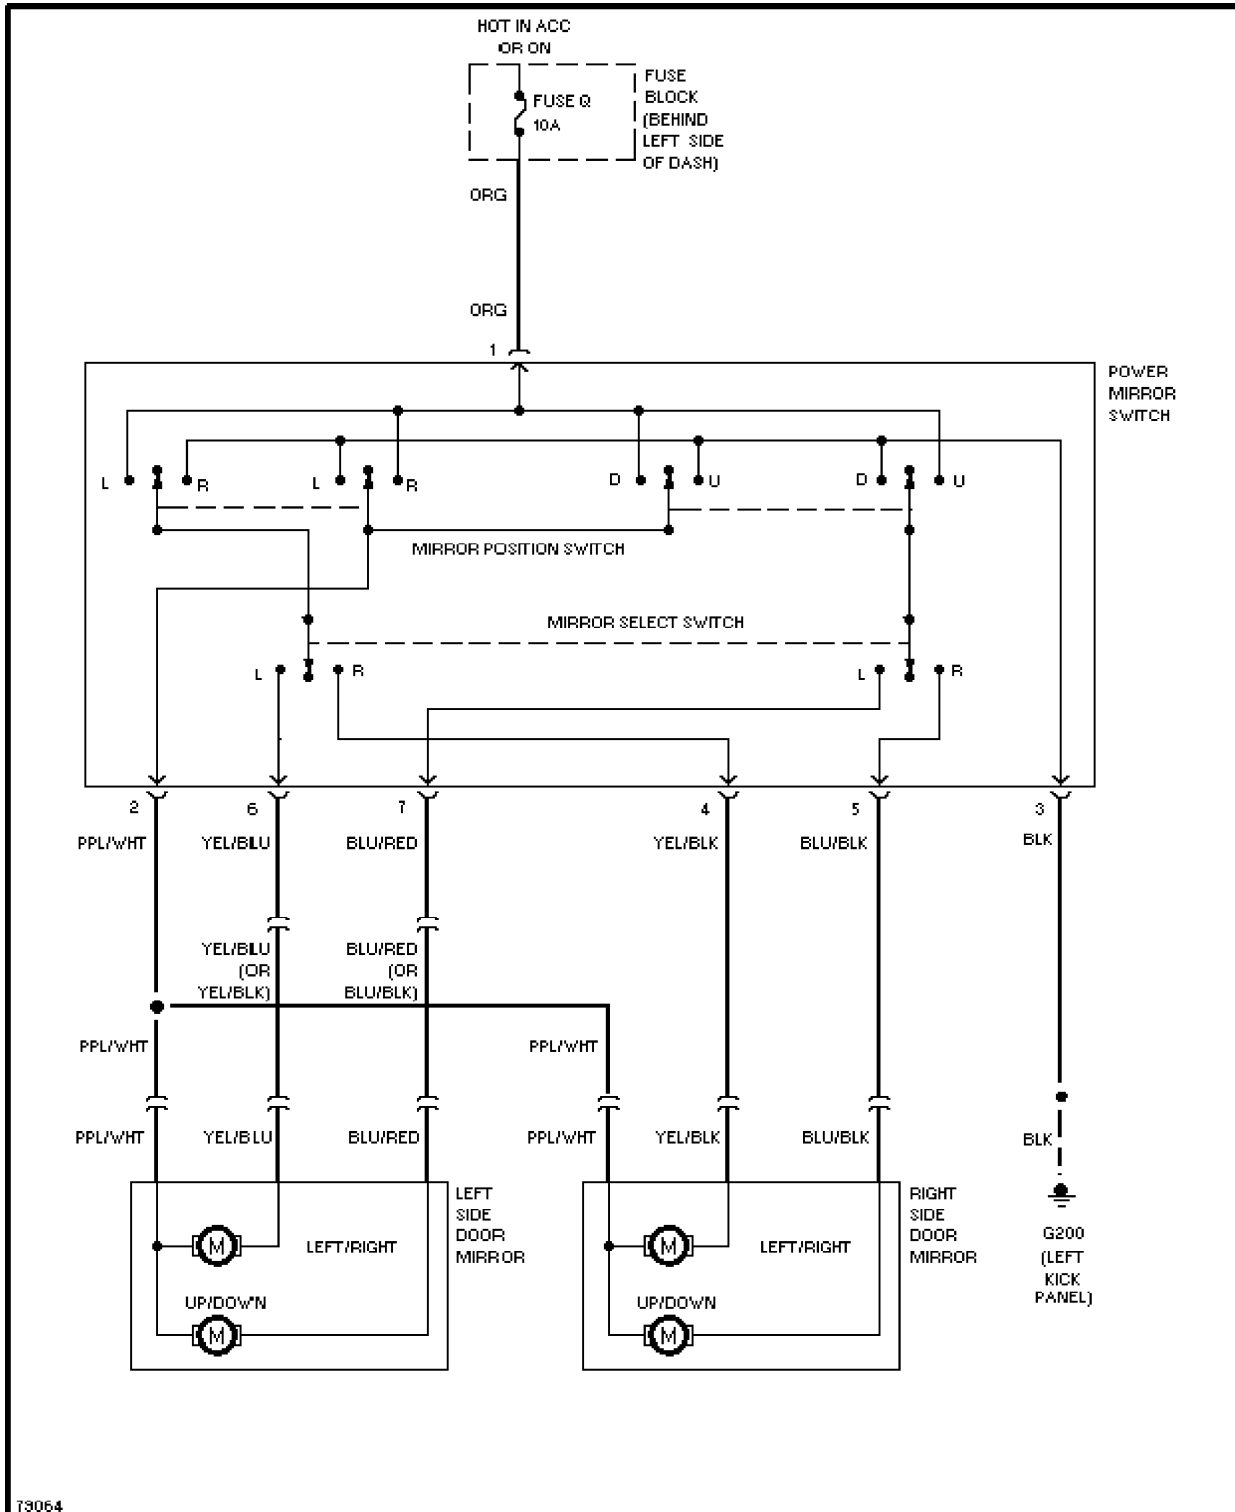 HOT IN ACC
OR ON
FUSE Q
10A
FUSE
BLOCK
(BEHIND
LEFT SIDE
OF DASH)
ORG
ORG
1
POWER
MIRROR
SWITCH
L R L R D U D U
MIRROR POSITION SWITCH
MIRROR SELECT SWITCH
L R L R
2 6 7 4 5 3
PPL/WHT YEL/BLU BLU/RED YEL/BLK BLU/BLK BLK
YEL/BLU
(OR
YEL/BLK)
BLU/RED
(OR
BLU/BLK)
PPL/WHT PPL/WHT
PPL/WHT YEL/BLU BLU/RED PPL/WHT YEL/BLK BLU/BLK BLK
LEFT
SIDE
DOOR
MIRROR
M LEFT/RIGHT
UP/DOWN
M
RIGHT
SIDE
DOOR
MIRROR
M LEFT/RIGHT
UP/DOWN
M
G200
(LEFT
KICK
PANEL)
79064